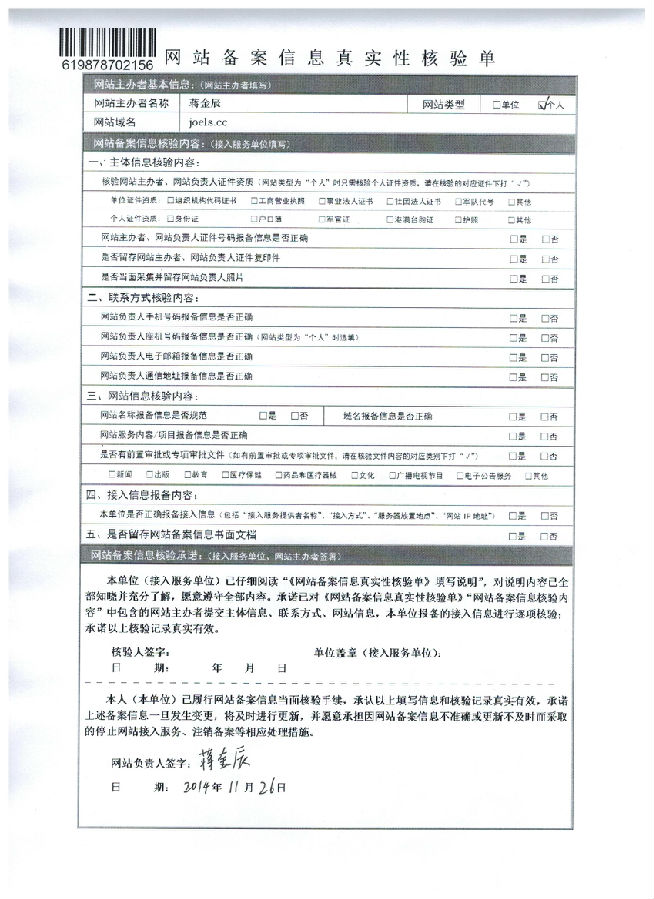 619878702156
网站备案信息真实性核验单
网站主办者基本信息:(网站主办者填写)
网站主办者名称 蒋金辰 网站类型 □单位 ☑个人
网站域名 joels.cc
网站备案信息核验内容:(接入服务单位填写)
一、主体信息核验内容:
核验网站主办者、网站负责人证件资质(网站类型为“个人”时只需核验个人证件资质。请在核验的对应证件下打“√”)
单位证件资质 □组织机构代码证书 □工商营业执照 □事业法人证书 □社团法人证书 □军队代号 □其他
个人证件资质 □身份证 □户口簿 □军官证 □港澳台胞证 □护照 □其他
网站主办者、网站负责人证件号码报备信息是否正确 □是 □否
是否留存网站主办者、网站负责人证件复印件 □是 □否
是否当面采集并留存网站负责人照片 □是 □否
二、联系方式核验内容:
网站负责人手机号码报备信息是否正确 □是 □否
网站负责人座机号码报备信息是否正确(网站类型为“个人”时选填) □是 □否
网站负责人电子邮箱报备信息是否正确 □是 □否
网站负责人通信地址报备信息是否正确 □是 □否
三、网站信息核验内容:
网站名称报备信息是否规范 □是 □否 域名报备信息是否正确 □是 □否
网站服务内容/项目报备信息是否正确 □是 □否
是否有前置审批或专项审批文件(如有前置审批或专项审批文件,请在核验文件内容的对应类别下打“√”) □是 □否
□新闻 □出版 □教育 □医疗保健 □药品和医疗器械 □文化 □广播电视节目 □电子公告服务 □其他
四、接入信息报备内容:
本单位是否正确报备接入信息(包括“接入服务提供者名称”、“接入方式”、“服务器放置地点”、“网站IP地址”) □是 □否
五、是否留存网站备案信息书面文档 □是 □否
网站备案信息核验承诺:(接入服务单位、网站主办者签署)
本单位(接入服务单位)已仔细阅读“《网站备案信息真实性核验单》填写说明”,对说明内容已全
部知晓并充分了解,愿意遵守全部内容。承诺已对《网站备案信息真实性核验单》“网站备案信息核验内
容”中包含的网站主办者提交主体信息、联系方式、网站信息,本单位报备的接入信息进行逐项核验;
承诺以上核验记录真实有效。
核验人签字: 单位盖章(接入服务单位):
日 期: 年 月 日
本人(本单位)已履行网站备案信息当面核验手续。承认以上填写信息和核验记录真实有效,承诺
上述备案信息一旦发生变更,将及时进行更新,并愿意承担因网站备案信息不准确或更新不及时而采取
的停止网站接入服务、注销备案等相应处理措施。
网站负责人签字: 蒋金辰
日 期: 2014年11月26日